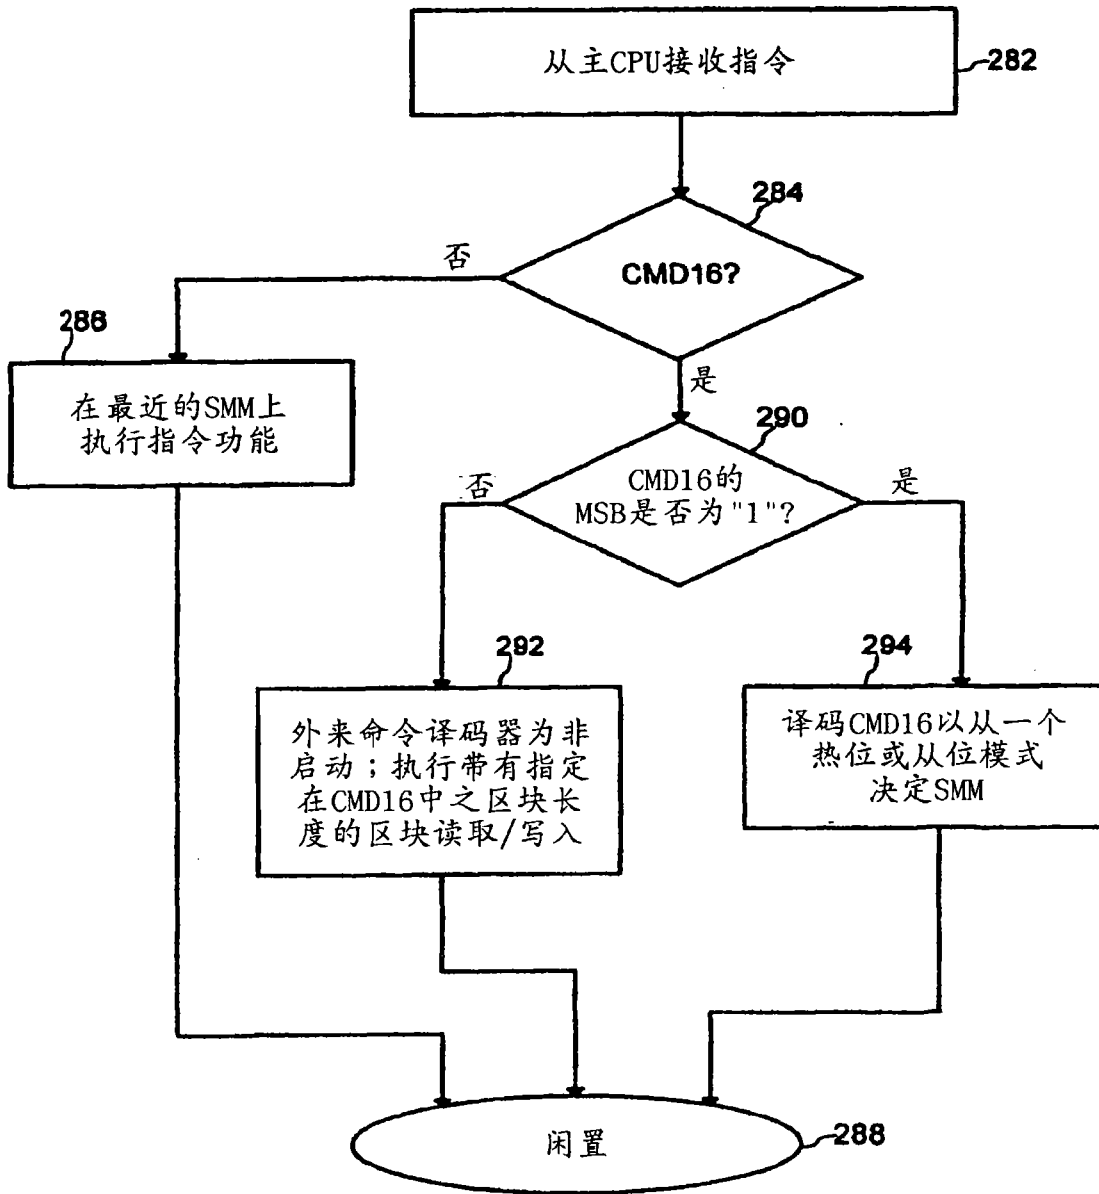 从主CPU接收指令
282
284
CMD16?
否
是
286
在最近的SMM上
执行指令功能
290
CMD16的
MSB是否为"1"?
否
是
292
外来命令译码器为非
启动；执行带有指定
在CMD16中之区块长
度的区块读取/写入
294
译码CMD16以从一个
热位或从位模式
决定SMM
闲置
288